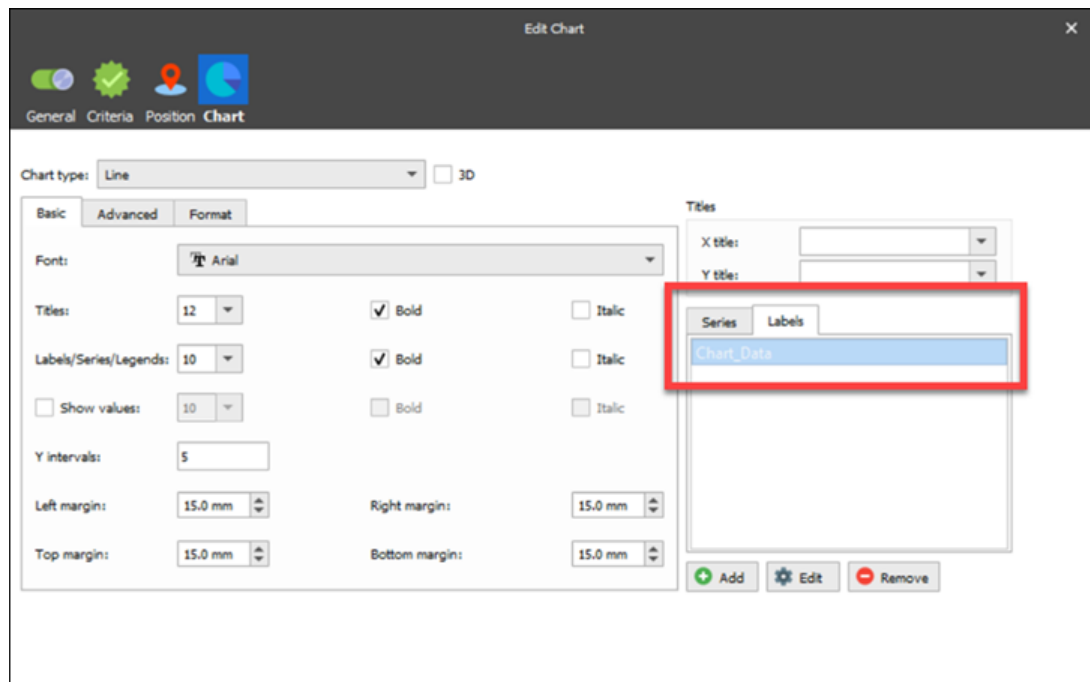 Edit Chart
General Criteria Position Chart
Chart type: Line 3D
Basic Advanced Format
Font: Arial
Titles: 12 Bold Italic
Labels/Series/Legends: 10 Bold Italic
Show values: 10 Bold Italic
Y intervals: 5
Left margin: 15.0 mm Right margin: 15.0 mm
Top margin: 15.0 mm Bottom margin: 15.0 mm
Titles
X title:
Y title:
Series Labels
Chart_Data
Add Edit Remove